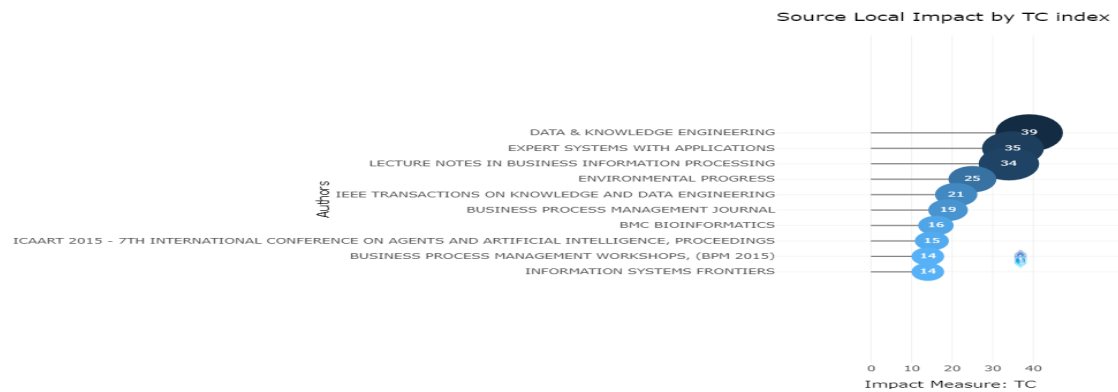 Source Local Impact by TC index
DATA & KNOWLEDGE ENGINEERING 39
EXPERT SYSTEMS WITH APPLICATIONS 35
LECTURE NOTES IN BUSINESS INFORMATION PROCESSING 34
ENVIRONMENTAL PROGRESS 25
Authors
IEEE TRANSACTIONS ON KNOWLEDGE AND DATA ENGINEERING 21
BUSINESS PROCESS MANAGEMENT JOURNAL 19
BMC BIOINFORMATICS 16
ICAART 2015 - 7TH INTERNATIONAL CONFERENCE ON AGENTS AND ARTIFICIAL INTELLIGENCE, PROCEEDINGS 15
BUSINESS PROCESS MANAGEMENT WORKSHOPS, (BPM 2015) 14
INFORMATION SYSTEMS FRONTIERS 14
0 10 20 30 40
Impact Measure: TC